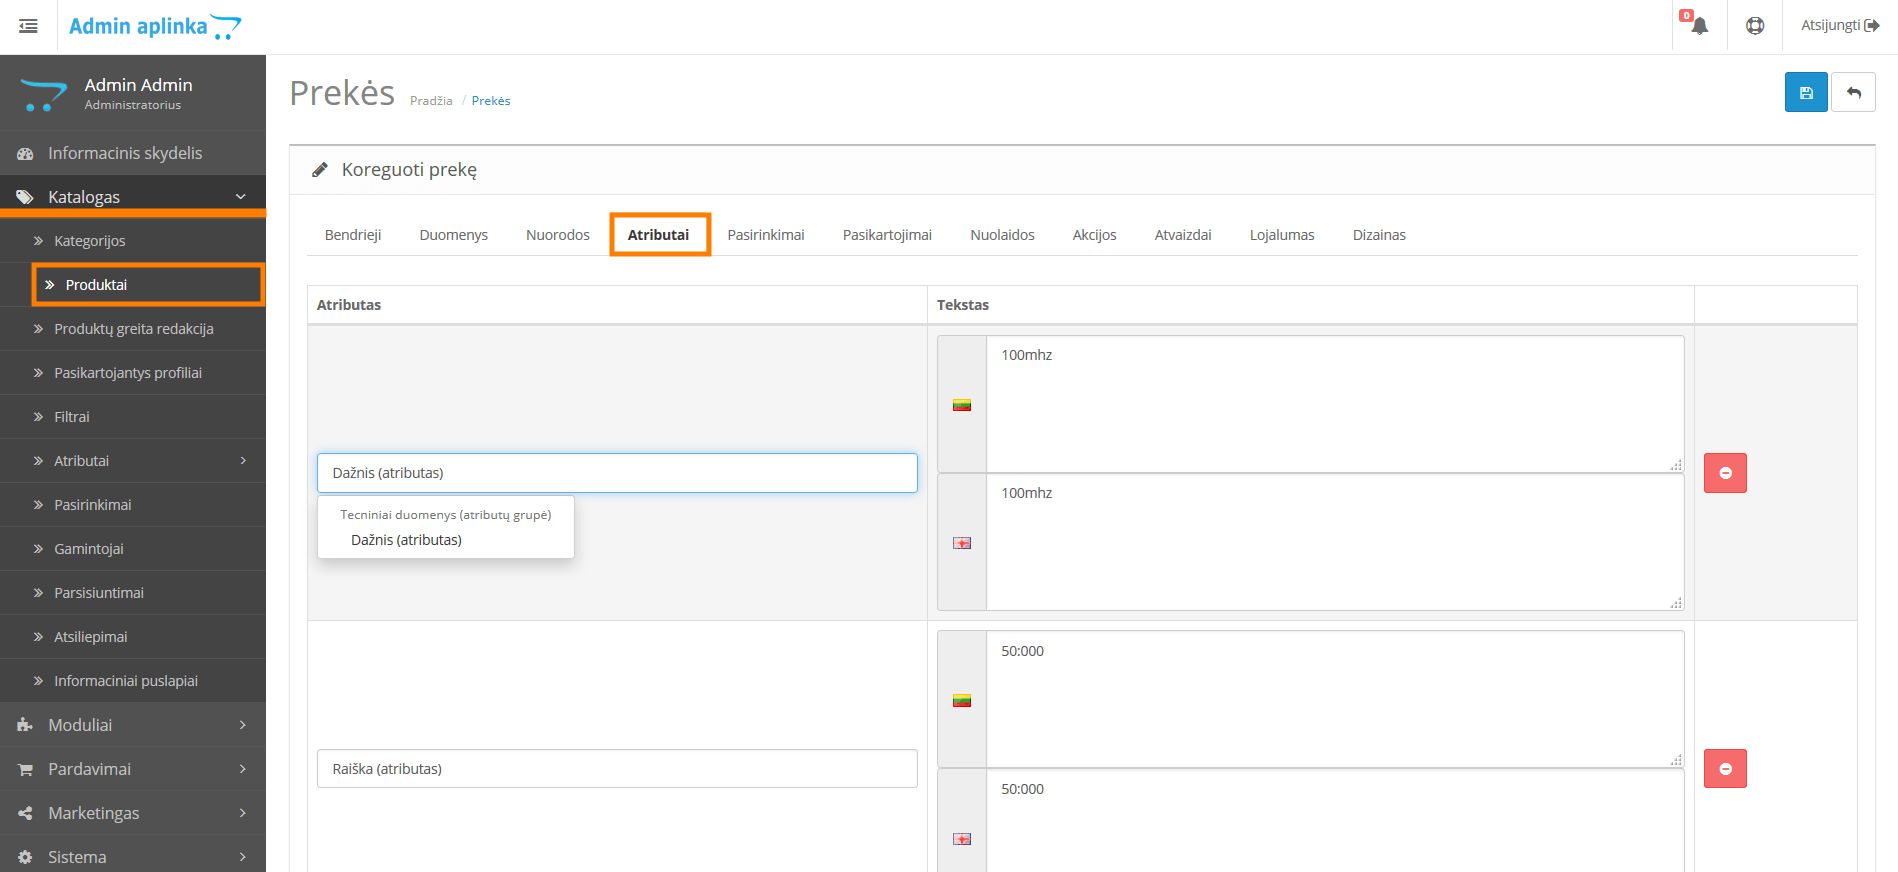 Admin aplinka
0
Atsijungti
Admin Admin
Administratorius
Informacinis skydelis
Katalogas
Kategorijos
Produktai
Produktų greita redakcija
Pasikartojantys profiliai
Filtrai
Atributai
Pasirinkimai
Gamintojai
Parsisiuntimai
Atsiliepimai
Informaciniai puslapiai
Moduliai
Pardavimai
Marketingas
Sistema
Prekės Pradžia / Prekės
Koreguoti prekę
Bendrieji Duomenys Nuorodos Atributai Pasirinkimai Pasikartojimai Nuolaidos Akcijos Atvaizdai Lojalumas Dizainas
Atributas Tekstas
100mhz
Dažnis (atributas)
Tecniniai duomenys (atributų grupė)
Dažnis (atributas)
100mhz
50:000
Raiška (atributas)
50:000